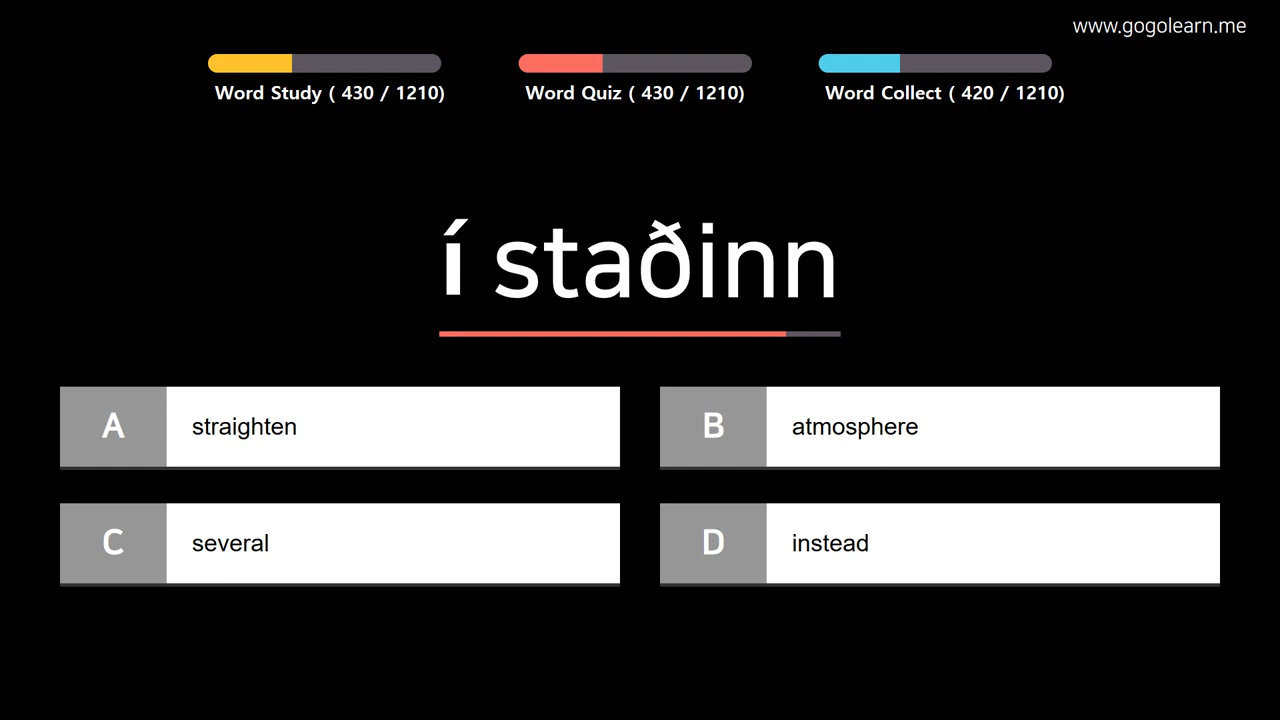 www.gogolearn.me
Word Study ( 430 / 1210)
Word Quiz ( 430 / 1210)
Word Collect ( 420 / 1210)
í staðinn
A straighten
B atmosphere
C several
D instead